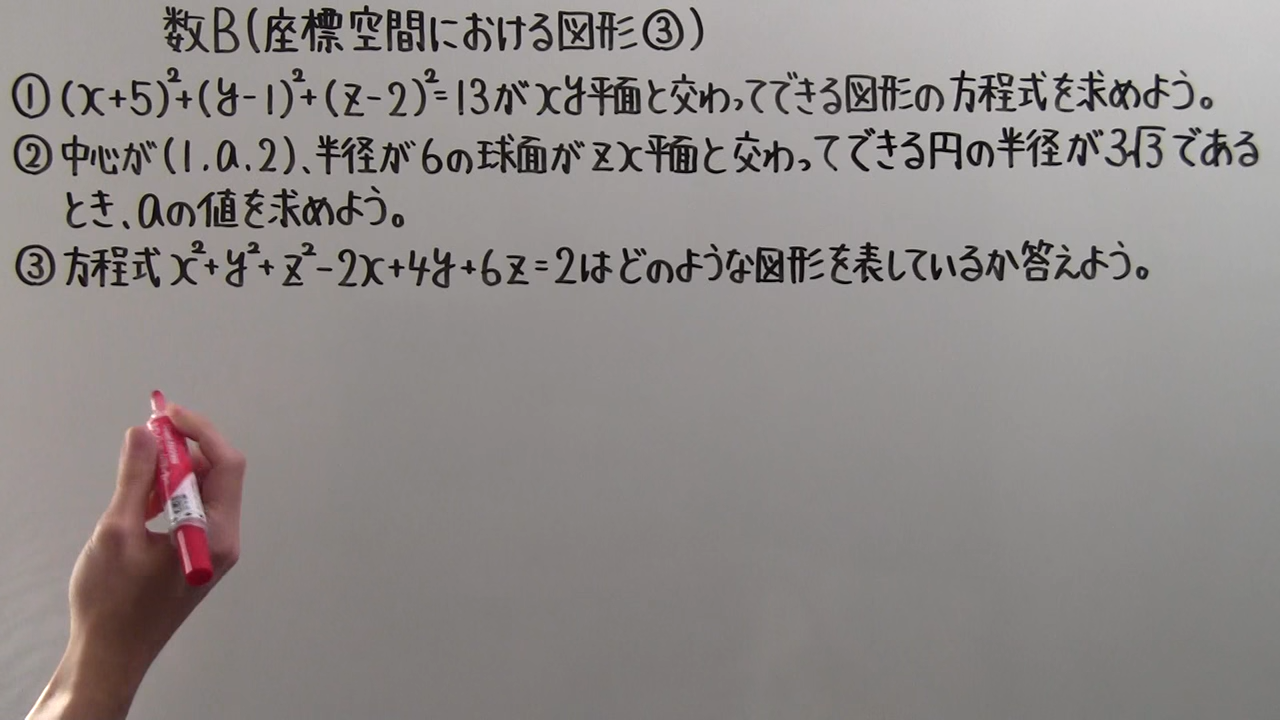 数B(座標空間における図形③)
①(x+5)²+(y-1)²+(z-2)²=13がxy平面と交わってできる図形の方程式を求めよう。
②中心が(1.a.2)、半径が6の球面がzx平面と交わってできる円の半径が3√3である
とき、aの値を求めよう。
③方程式x²+y²+z²-2x+4y+6z=2はどのような図形を表しているか答えよう。